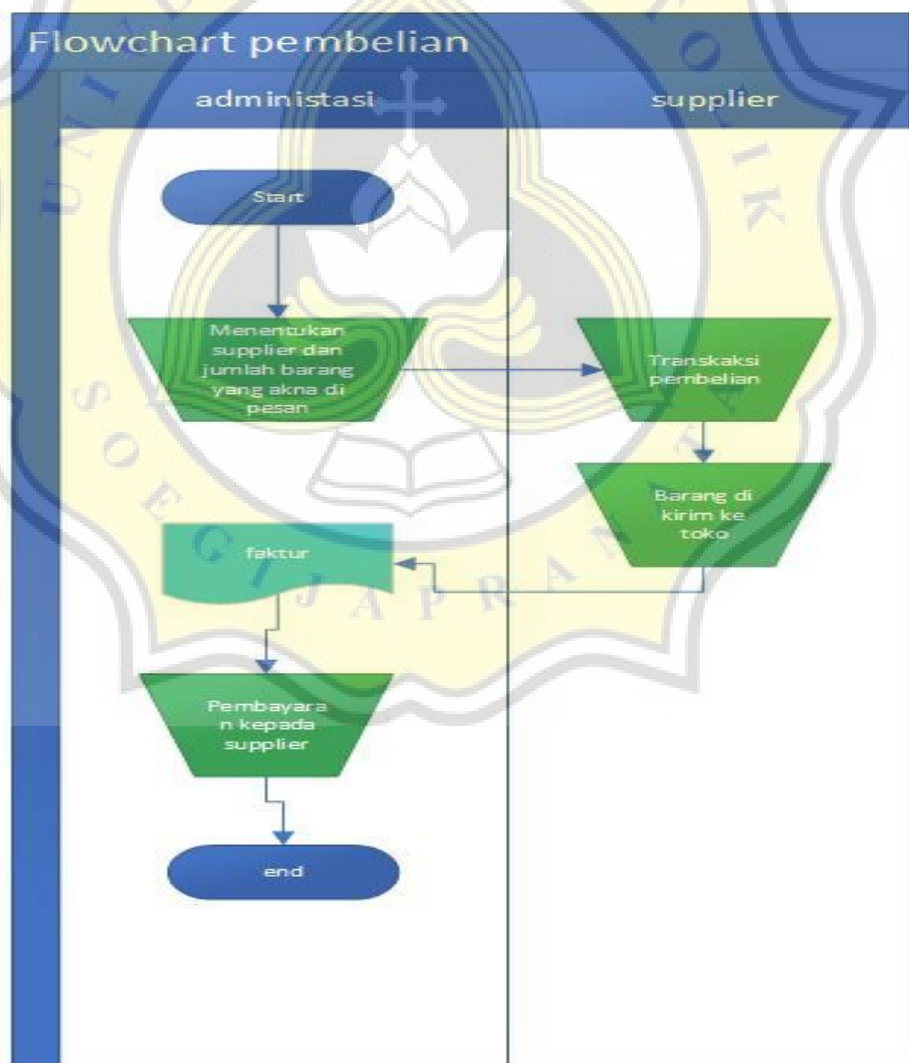 Flowchart pembelian
administasi
supplier
Start
Menentukan
supplier dan
jumlah barang
yang akna di
pesan
Transkaksi
pembelian
Barang di
kirim ke
toko
faktur
Pembayara
n kepada
supplier
end
SOEGIJAPRANATA